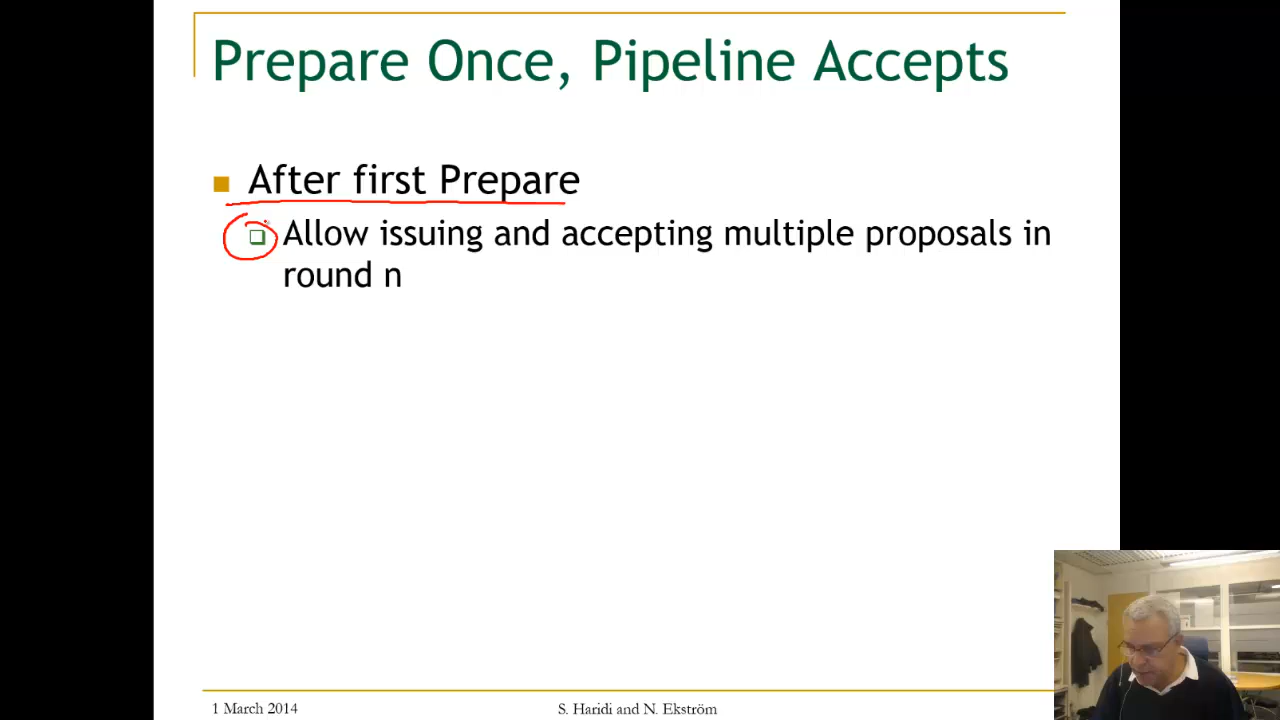 Prepare Once, Pipeline Accepts
After first Prepare
Allow issuing and accepting multiple proposals in
round n
1 March 2014
S. Haridi and N. Ekström